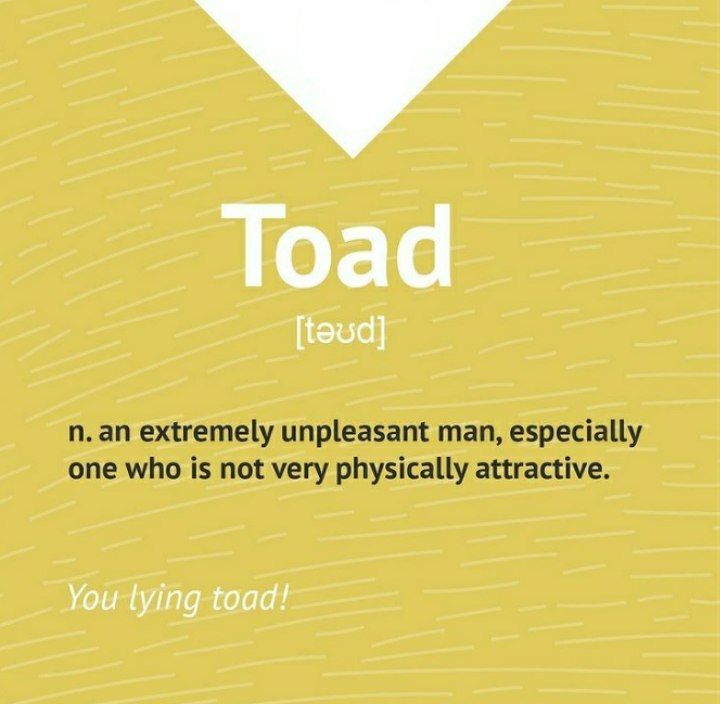 Toad
[təʊd]
n. an extremely unpleasant man, especially
one who is not very physically attractive.
You lying toad!